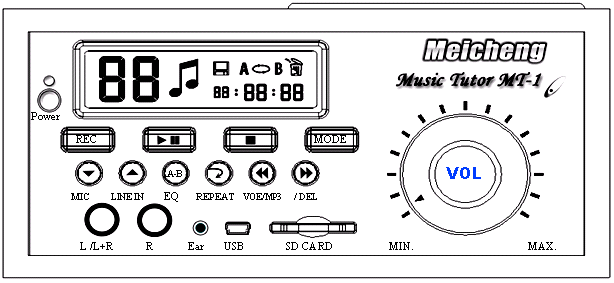 Meicheng
88 A B
88:88:88
Music Tutor MT-1
Power
REC MODE
VOL
A-B
MIC LINE IN EQ REPEAT VOE/MP3 / DEL
L /L+R R Ear USB SD CARD MIN. MAX.